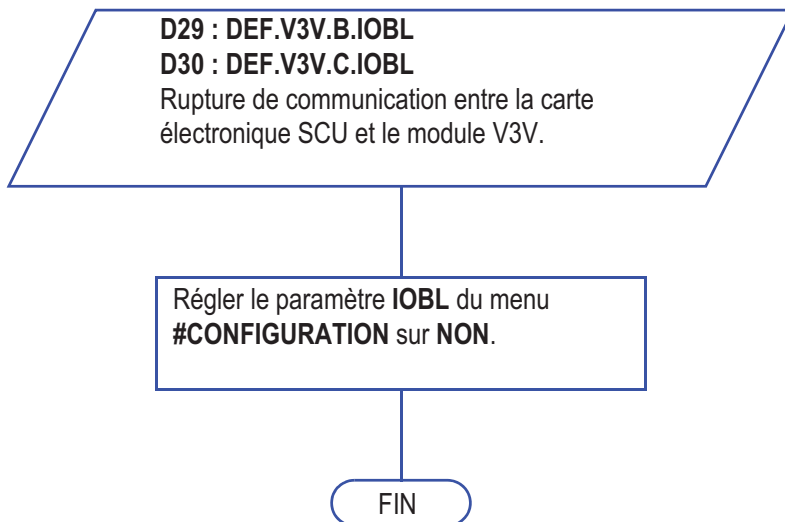 D29 : DEF.V3V.B.IOBL
D30 : DEF.V3V.C.IOBL
Rupture de communication entre la carte
électronique SCU et le module V3V.
Régler le paramètre IOBL du menu
#CONFIGURATION sur NON.
FIN